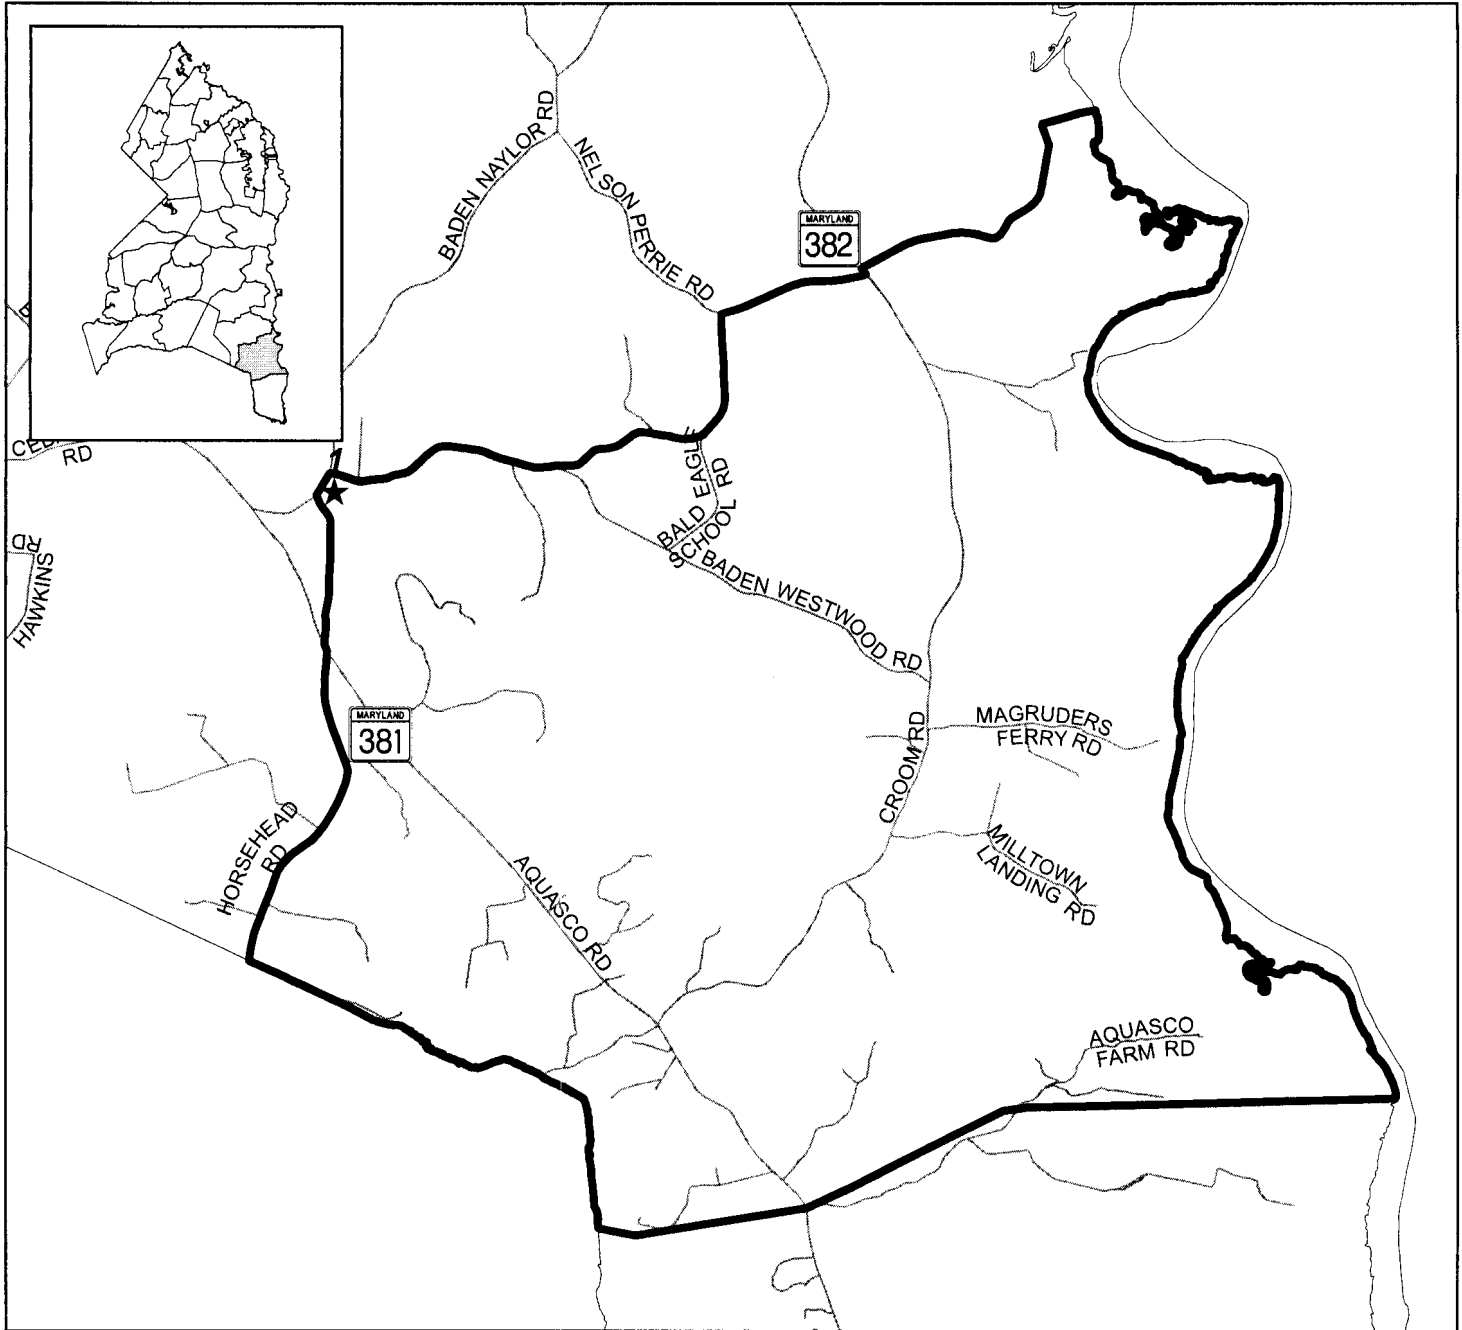 BADEN NAYLOR RD
NELSON PERRIE RD
MARYLAND
382
RD
BALD EAGLE
SCHOOL RD
1
RD
HAWKINS
BADEN WESTWOOD RD
MARYLAND
381
CROOM RD
MAGRUDERS
FERRY RD
HORSEHEAD
RD
AQUASCO RD
MILLTOWN
LANDING RD
AQUASCO
FARM RD